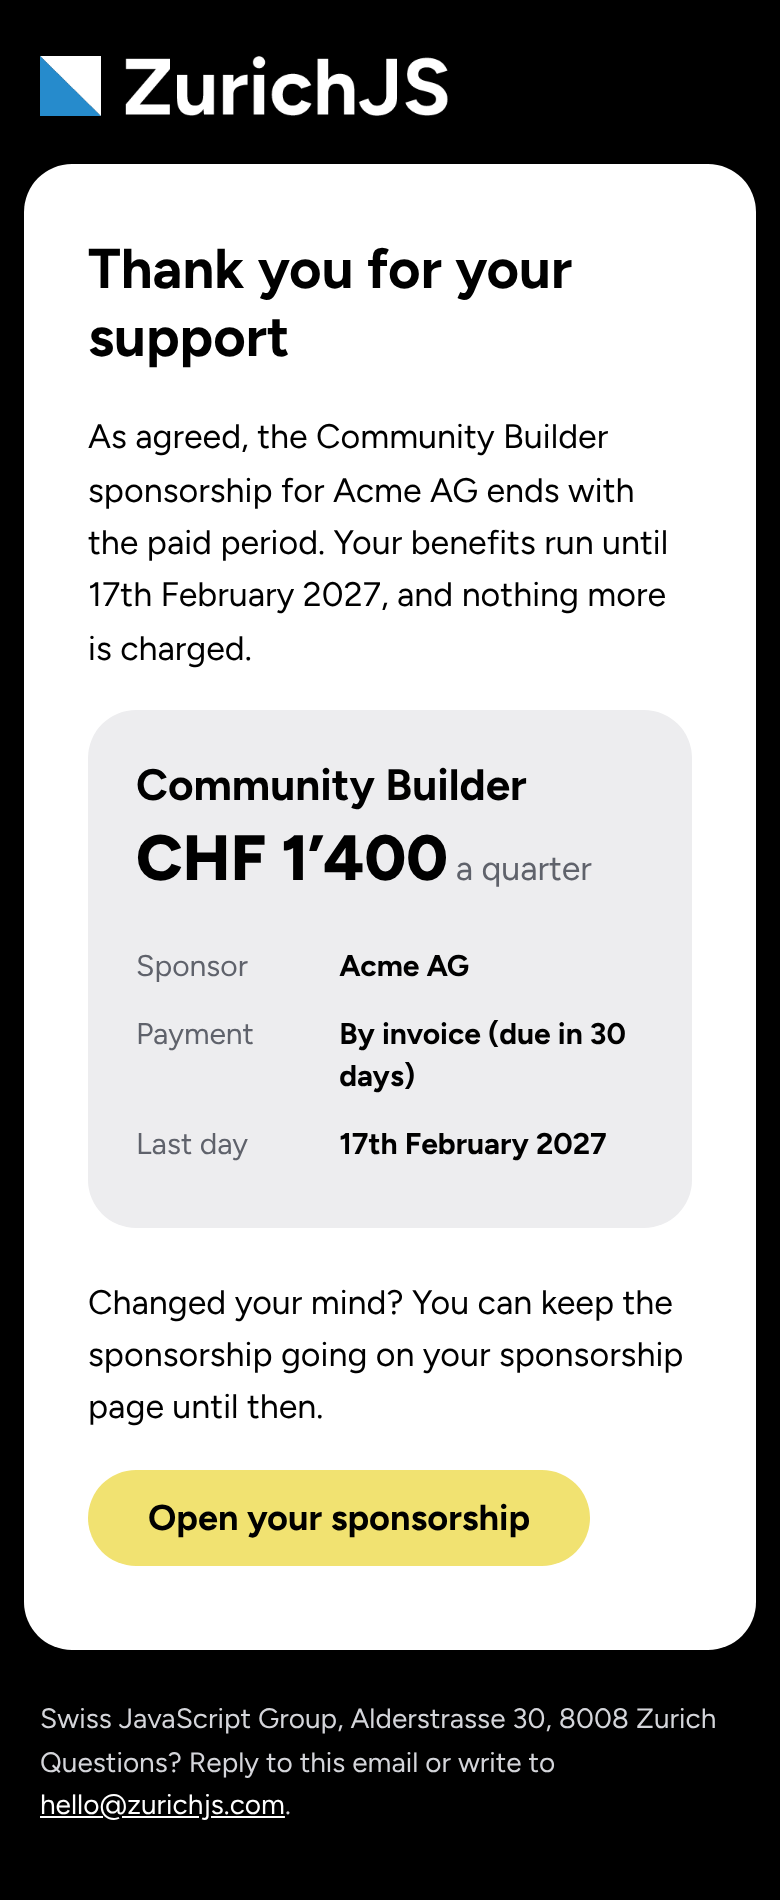 ZurichJS
Thank you for your
support
As agreed, the Community Builder
sponsorship for Acme AG ends with
the paid period. Your benefits run until
17th February 2027, and nothing more
is charged.
Community Builder
CHF 1’400 a quarter
Sponsor Acme AG
Payment By invoice (due in 30
days)
Last day 17th February 2027
Changed your mind? You can keep the
sponsorship going on your sponsorship
page until then.
Open your sponsorship
Swiss JavaScript Group, Alderstrasse 30, 8008 Zurich
Questions? Reply to this email or write to
hello@zurichjs.com.